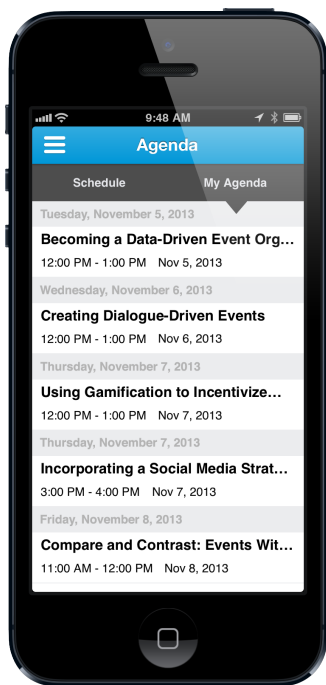 9:48 AM
Agenda
Schedule My Agenda
Tuesday, November 5, 2013
Becoming a Data-Driven Event Org...
12:00 PM - 1:00 PM Nov 5, 2013
Wednesday, November 6, 2013
Creating Dialogue-Driven Events
12:00 PM - 1:00 PM Nov 6, 2013
Thursday, November 7, 2013
Using Gamification to Incentivize...
12:00 PM - 1:00 PM Nov 7, 2013
Thursday, November 7, 2013
Incorporating a Social Media Strat...
3:00 PM - 4:00 PM Nov 7, 2013
Friday, November 8, 2013
Compare and Contrast: Events Wit...
11:00 AM - 12:00 PM Nov 8, 2013